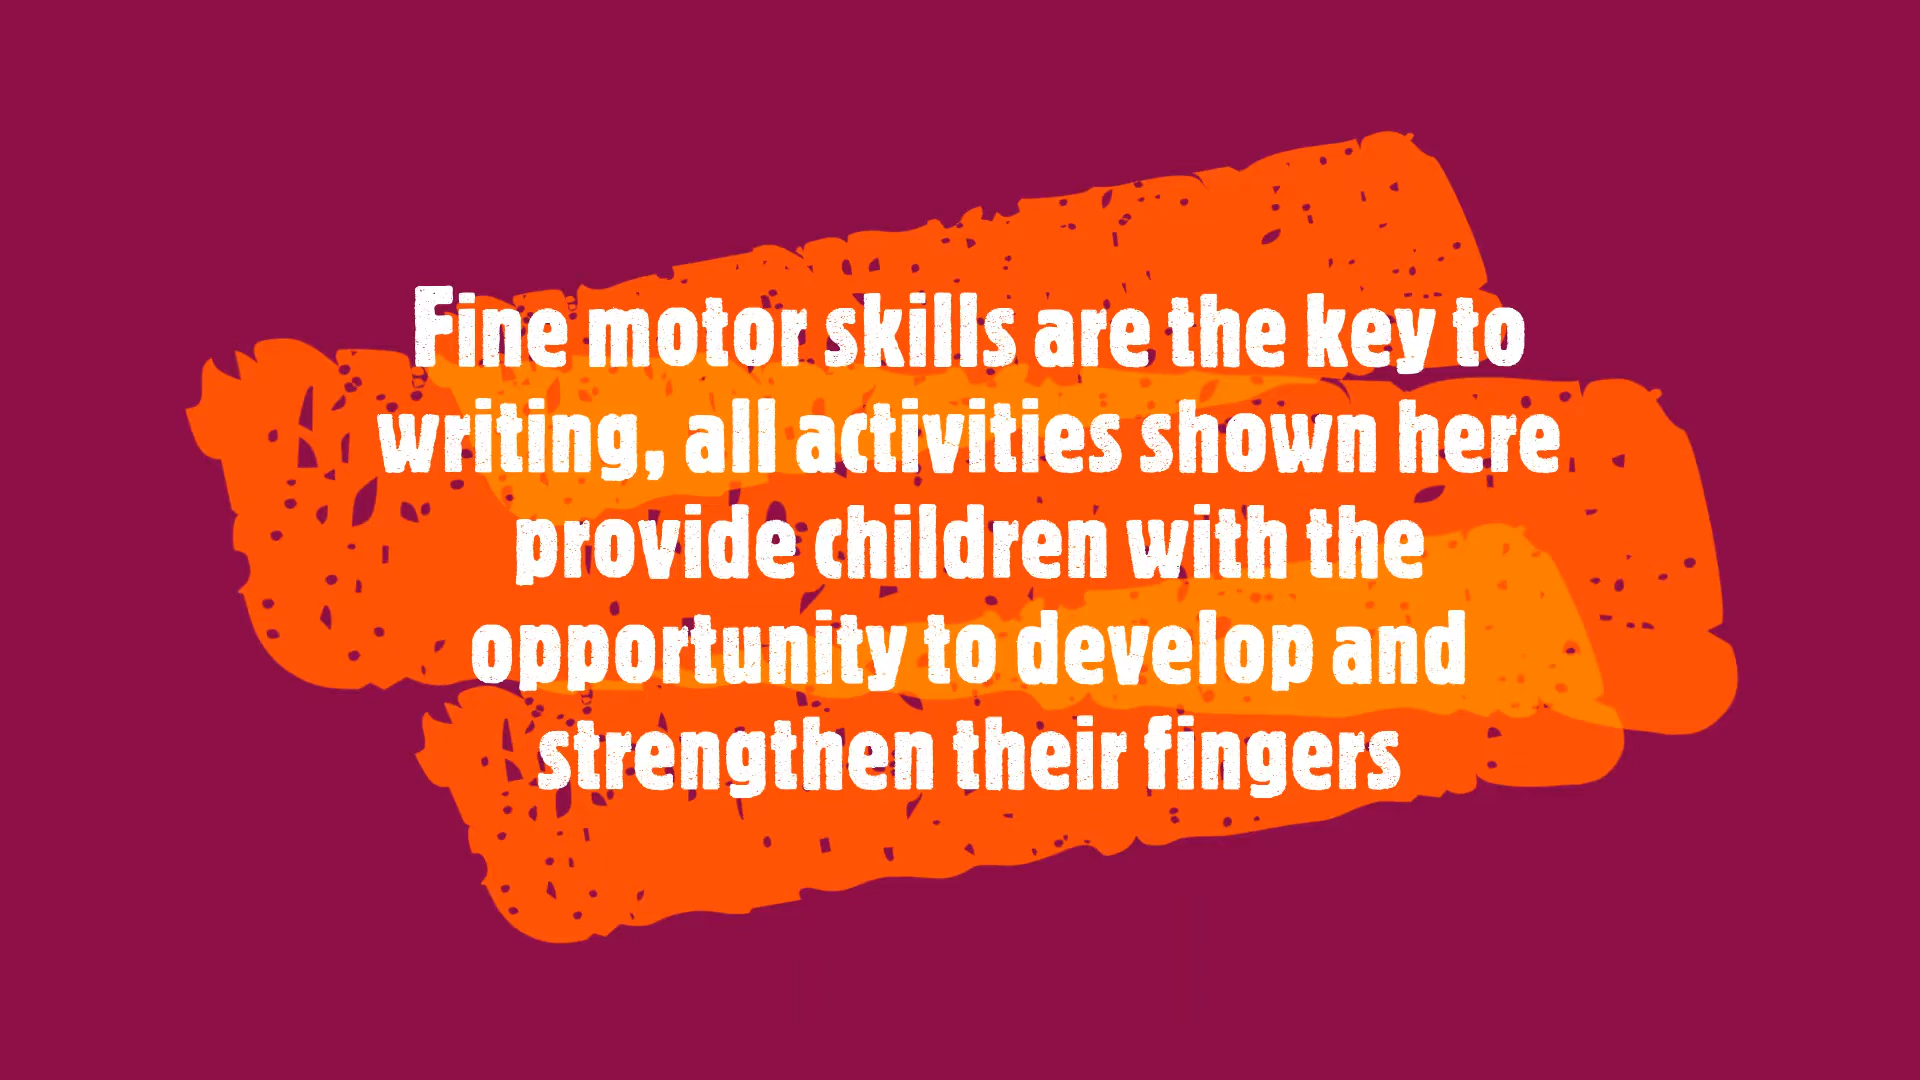 Fine motor skills are the key to
writing, all activities shown here
provide children with the
opportunity to develop and
strengthen their fingers